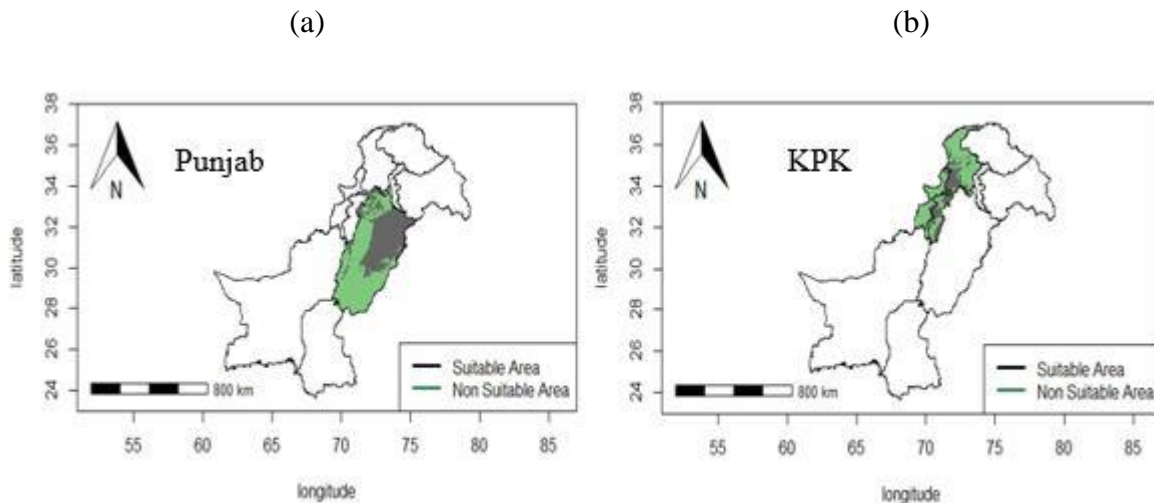 (a)
(b)
Punjab
N
latitude
38
36
34
32
30
28
26
24
Suitable Area
Non Suitable Area
800 km
55
60
65
70
75
80
85
longitude
KPK
N
latitude
38
36
34
32
30
28
26
24
Suitable Area
Non Suitable Area
800 km
55
60
65
70
75
80
85
longitude